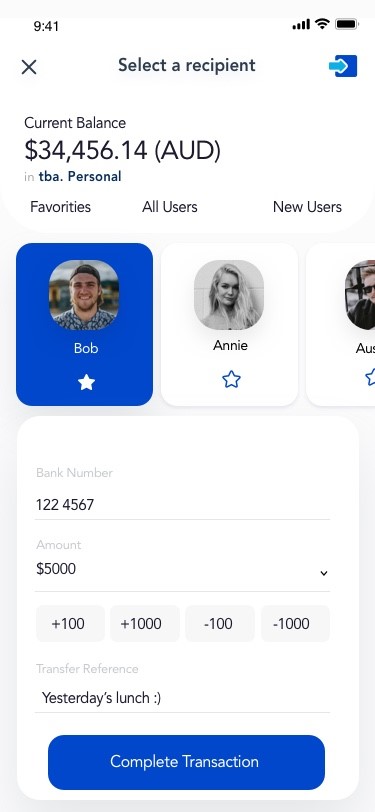 9:41
Select a recipient
Current Balance
$34,456.14 (AUD)
in tba. Personal
Favorities All Users New Users
Bob Annie Aus
Bank Number
122 4567
Amount
$5000
+100 +1000 -100 -1000
Transfer Reference
Yesterday's lunch :)
Complete Transaction